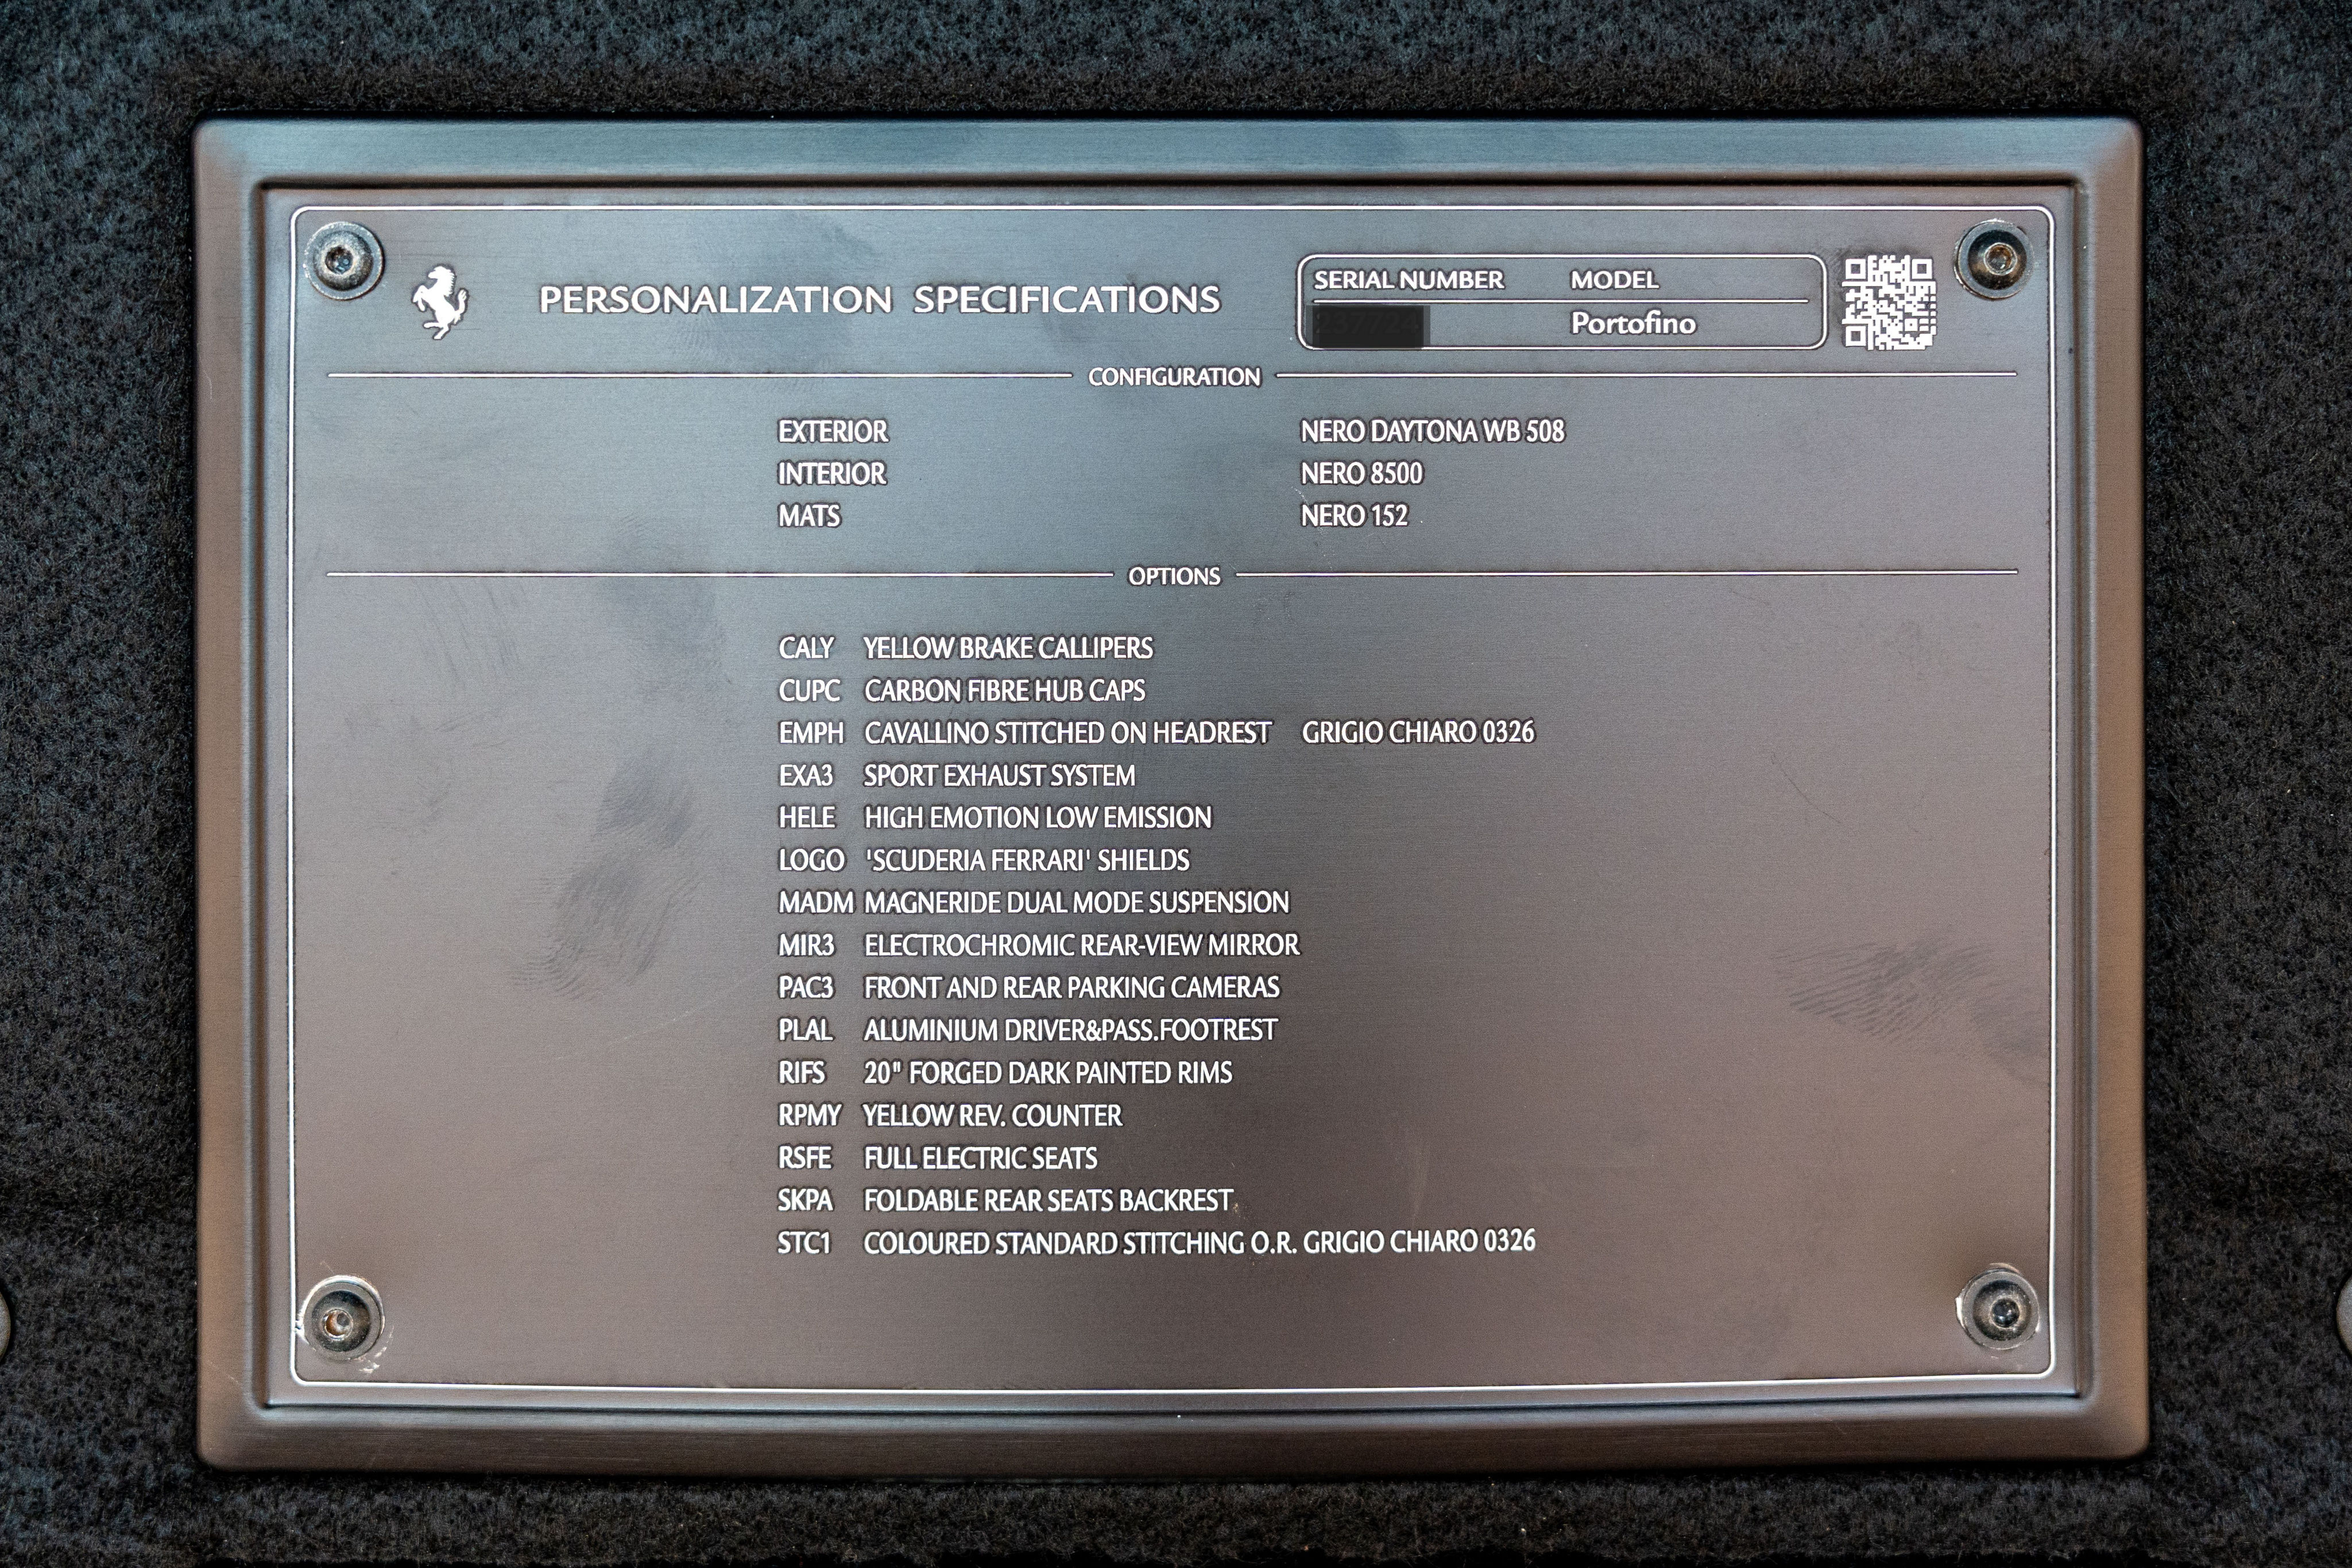 PERSONALIZATION SPECIFICATIONS
SERIAL NUMBER MODEL
Portofino
CONFIGURATION
EXTERIOR NERO DAYTONA WB 508
INTERIOR NERO 8500
MATS NERO 152
OPTIONS
CALY YELLOW BRAKE CALLIPERS
CUPC CARBON FIBRE HUB CAPS
EMPH CAVALLINO STITCHED ON HEADREST GRIGIO CHIARO 0326
EXA3 SPORT EXHAUST SYSTEM
HELE HIGH EMOTION LOW EMISSION
LOGO 'SCUDERIA FERRARI' SHIELDS
MADM MAGNERIDE DUAL MODE SUSPENSION
MIR3 ELECTROCHROMIC REAR-VIEW MIRROR
PAC3 FRONT AND REAR PARKING CAMERAS
PLAL ALUMINIUM DRIVER&PASS.FOOTREST
RIFS 20" FORGED DARK PAINTED RIMS
RPMY YELLOW REV. COUNTER
RSFE FULL ELECTRIC SEATS
SKPA FOLDABLE REAR SEATS BACKREST
STC1 COLOURED STANDARD STITCHING O.R. GRIGIO CHIARO 0326